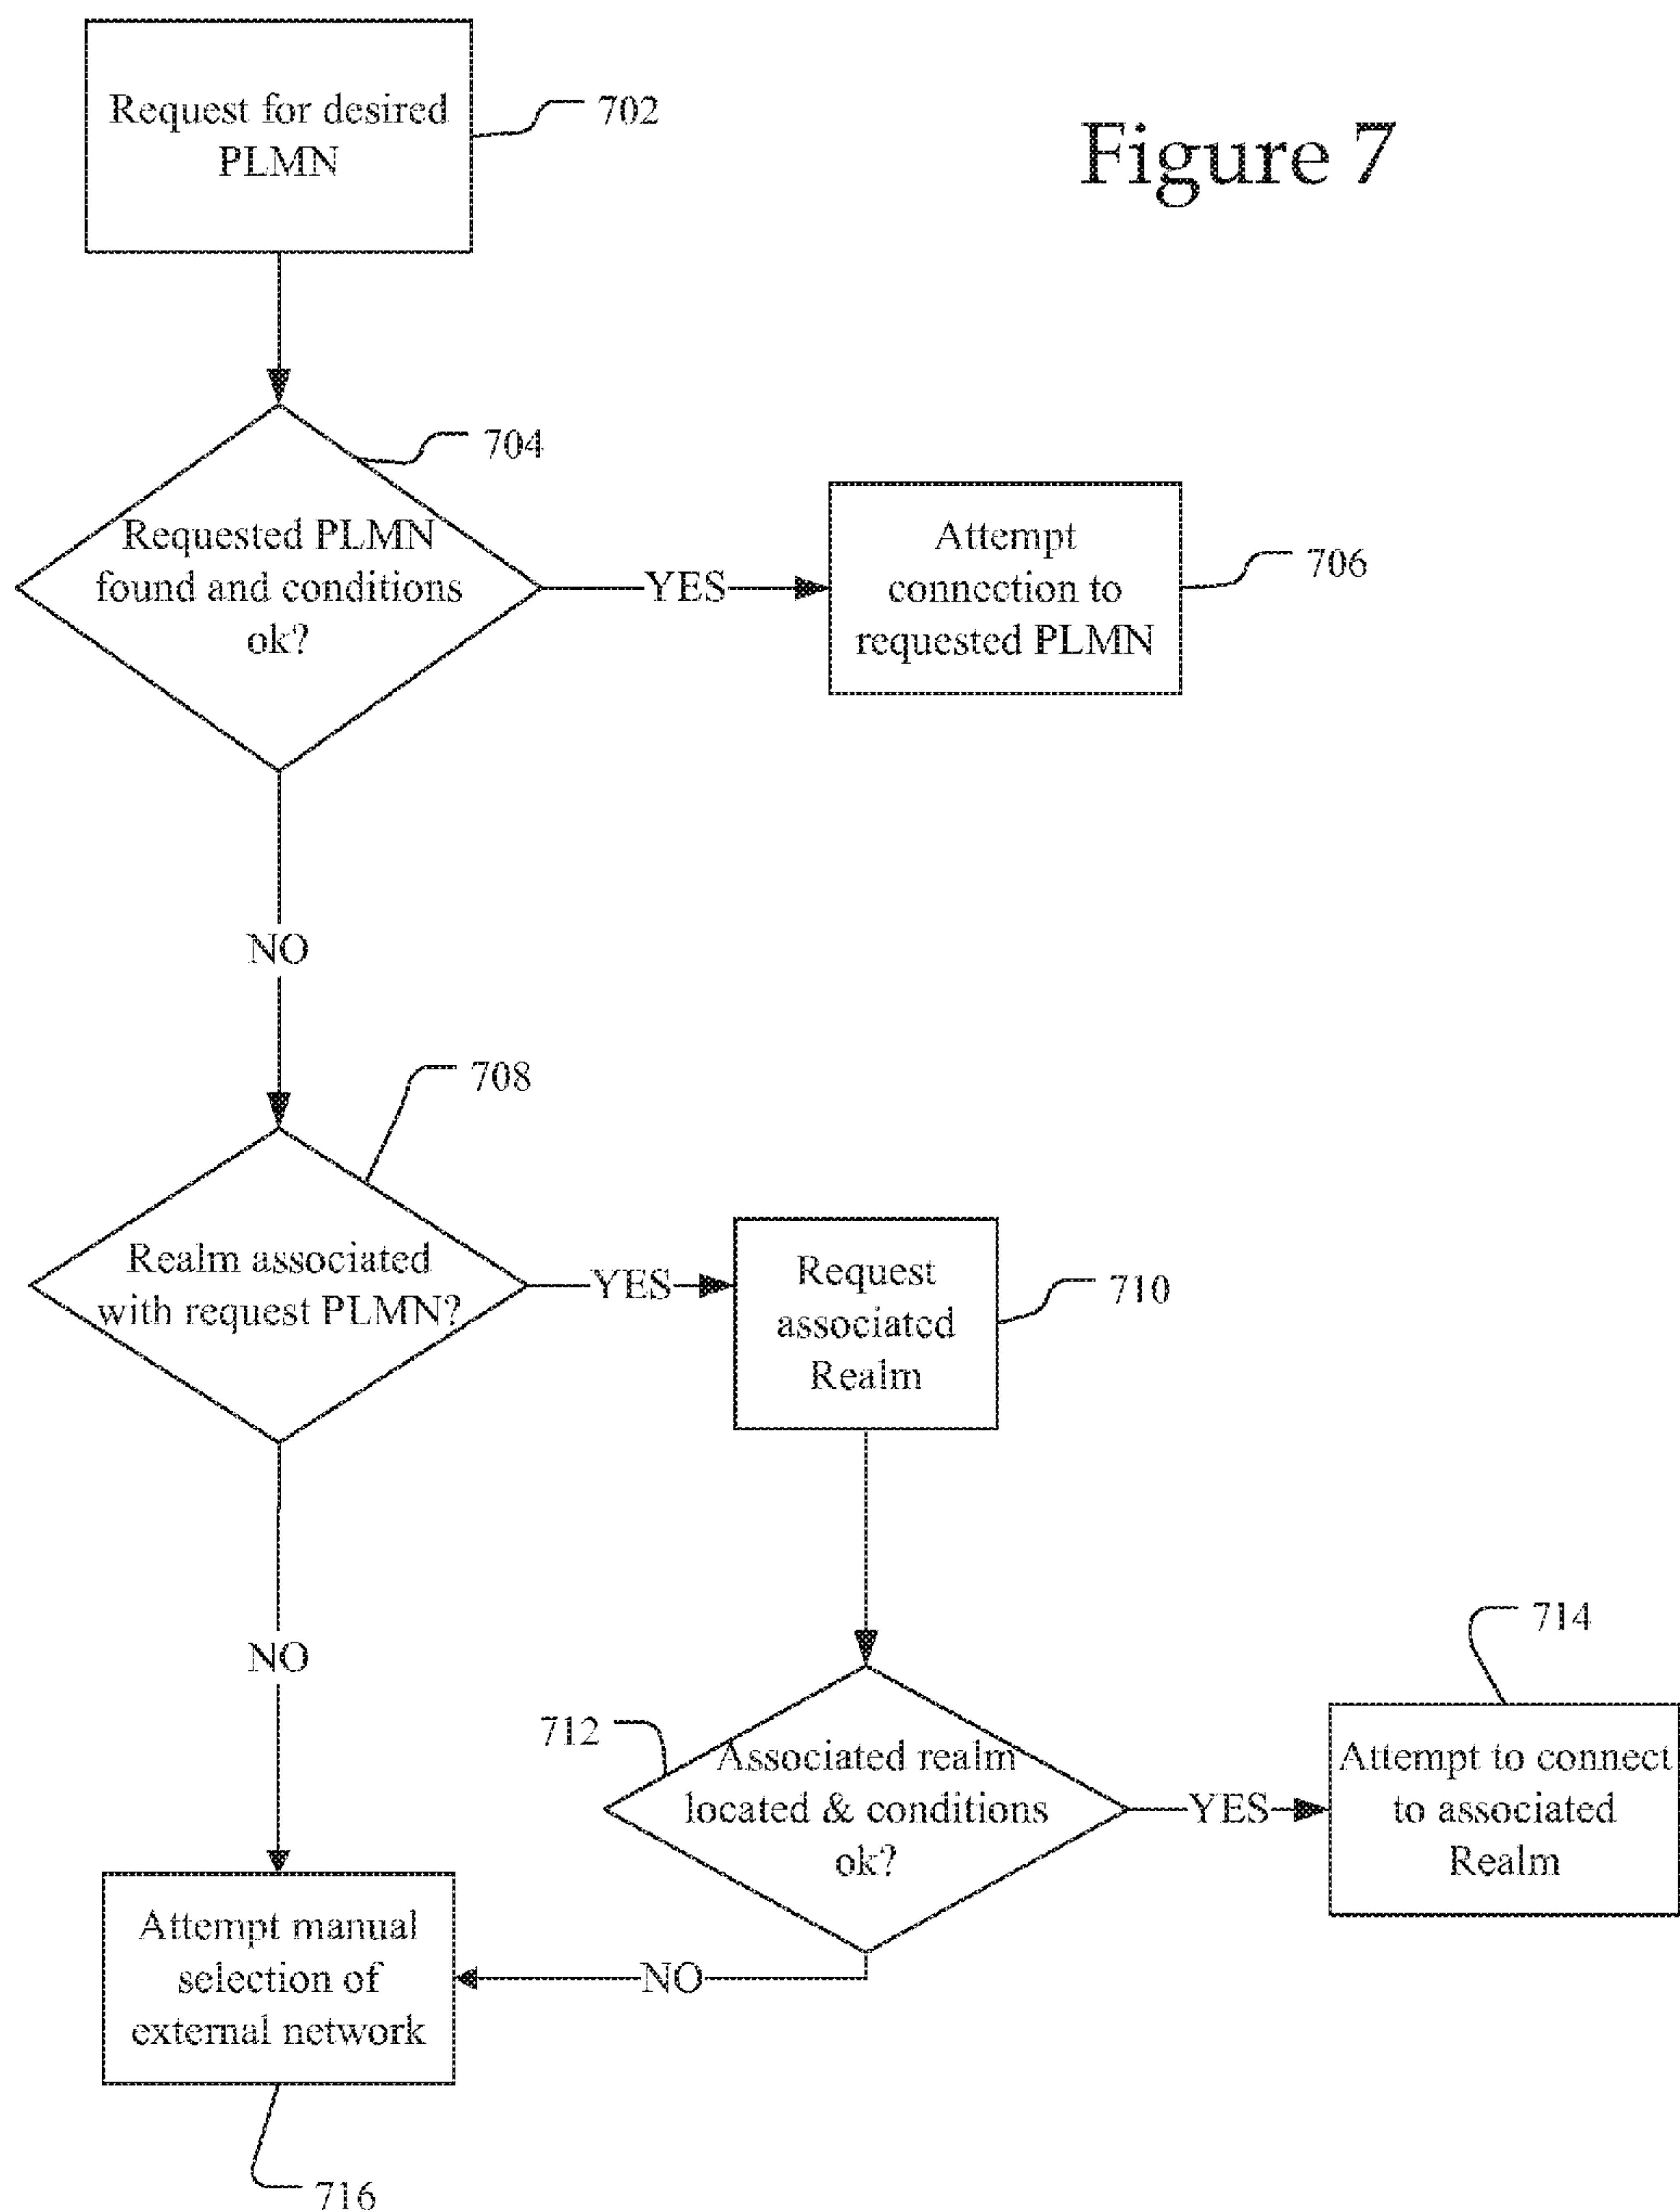 Figure 7
Request for desired
PLMN
702
704
Requested PLMN
found and conditions
ok?
YES
Attempt
connection to
requested PLMN
706
NO
708
Realm associated
with request PLMN?
YES
Request
associated
Realm
710
NO
712
Associated realm
located & conditions
ok?
YES
714
Attempt to connect
to associated
Realm
NO
Attempt manual
selection of
external network
716